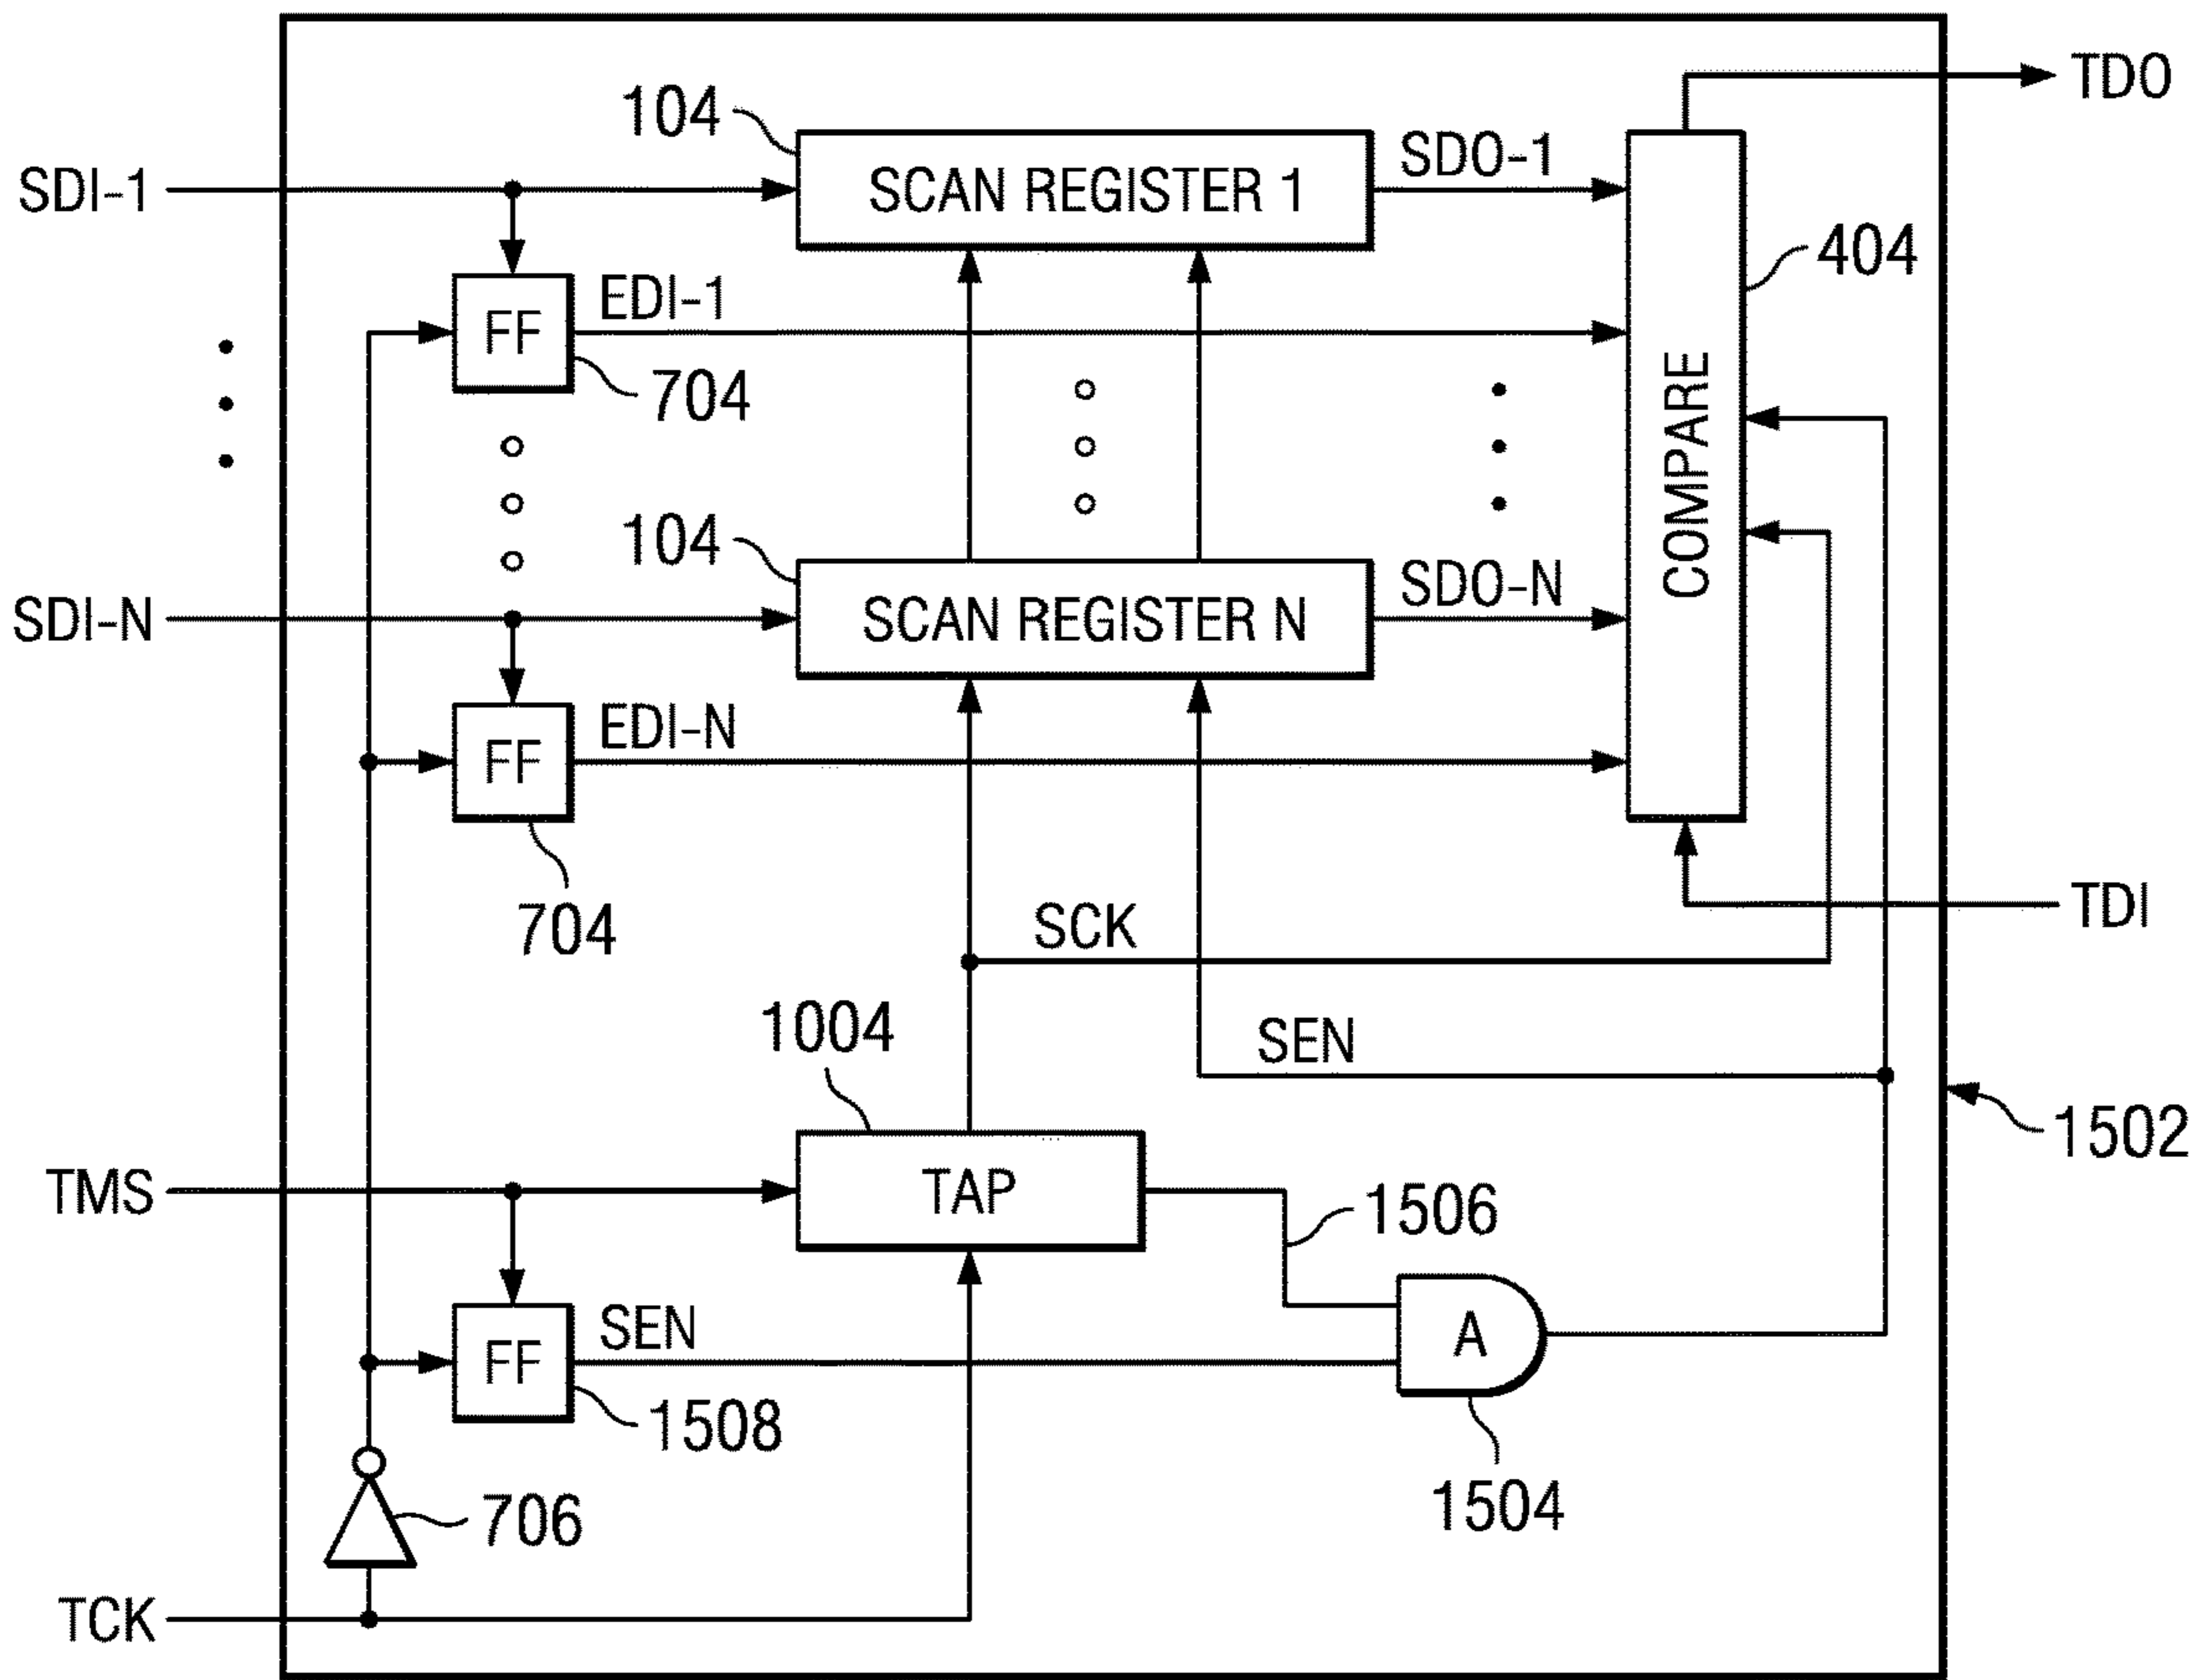 TDO
104
SDI-1
SCAN REGISTER 1
SDO-1
404
EDI-1
FF
704
COMPARE
104
SDI-N
SCAN REGISTER N
SDO-N
EDI-N
FF
704
TDI
SCK
1004
SEN
1502
TMS
TAP
1506
SEN
FF
A
1508
1504
706
TCK